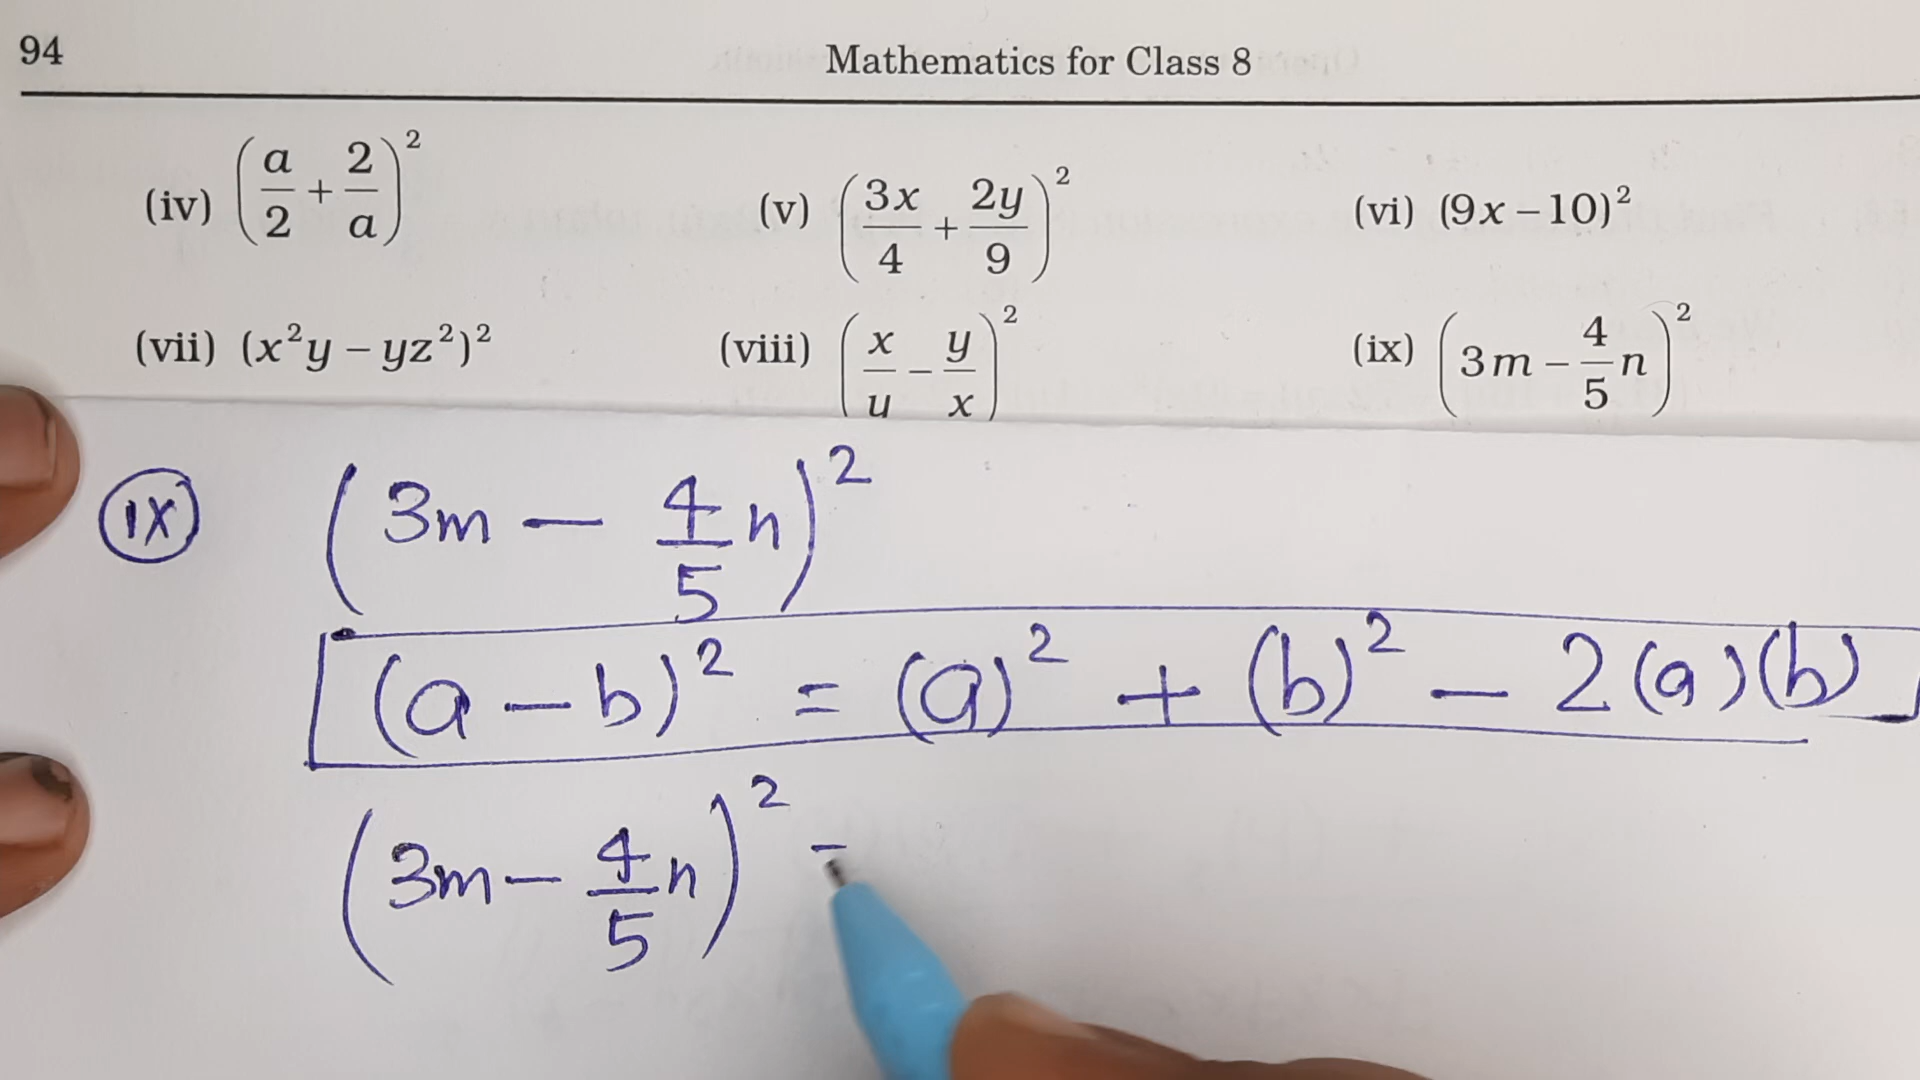 94 Mathematics for Class 8
(iv) (a/2 + 2/a)² (v) (3x/4 + 2y/9)² (vi) (9x – 10)²
(vii) (x²y – yz²)² (viii) (x/y – y/x)² (ix) (3m – 4/5 n)²
(ix) (3m – 4/5 n)²
(a – b)² = (a)² + (b)² – 2(a)(b)
(3m – 4/5 n)² =